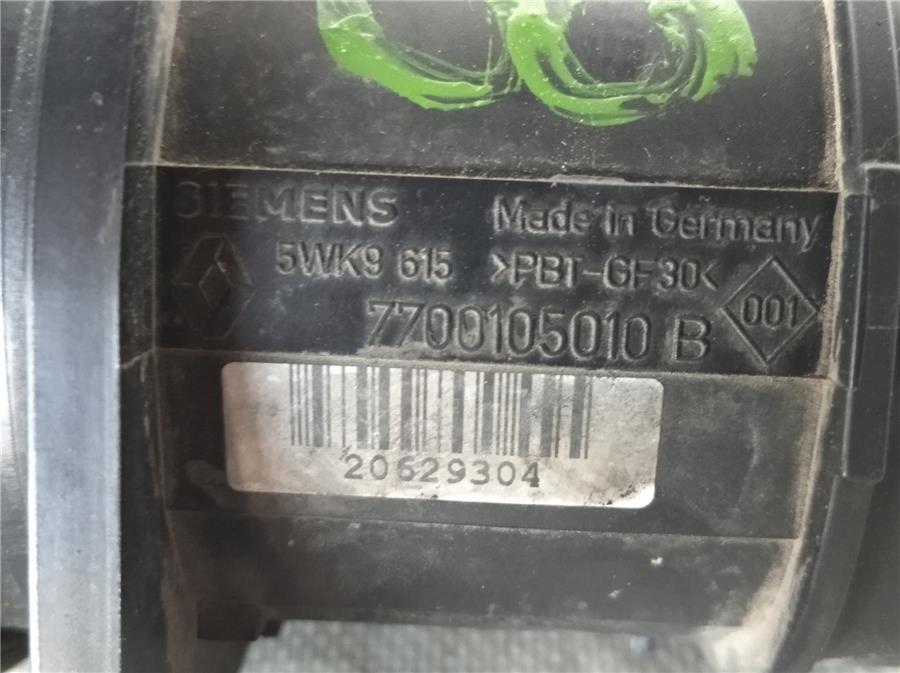 SIEMENS Made in Germany
5WK9 615 >PBT-GF30<
7700105010 B 001
20629304